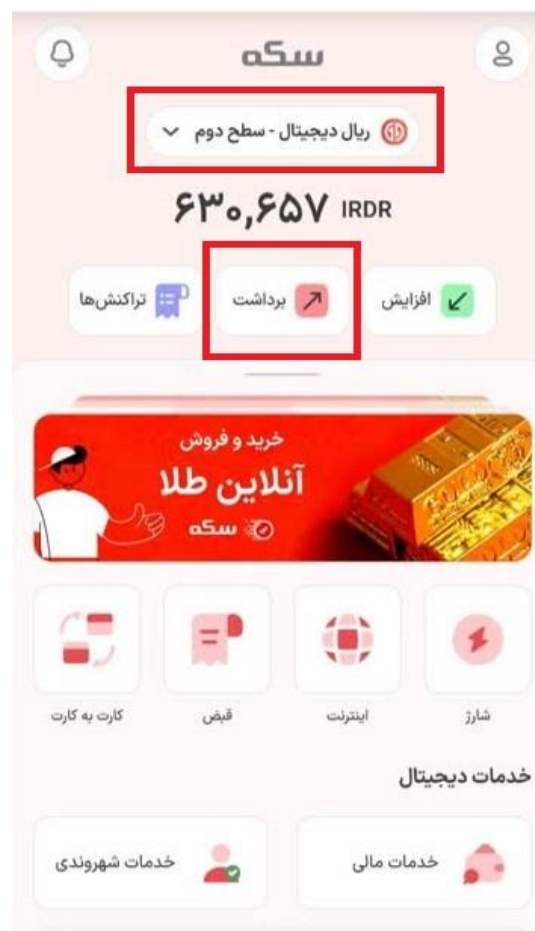 سکه
ریال دیجیتال - سطح دوم
۶۳۰,۶۵۷ IRDR
افزایش
برداشت
تراکنش‌ها
خرید و فروش
آنلاین طلا
سکه
شارژ
اینترنت
قبض
کارت به کارت
خدمات دیجیتال
خدمات مالی
خدمات شهروندی